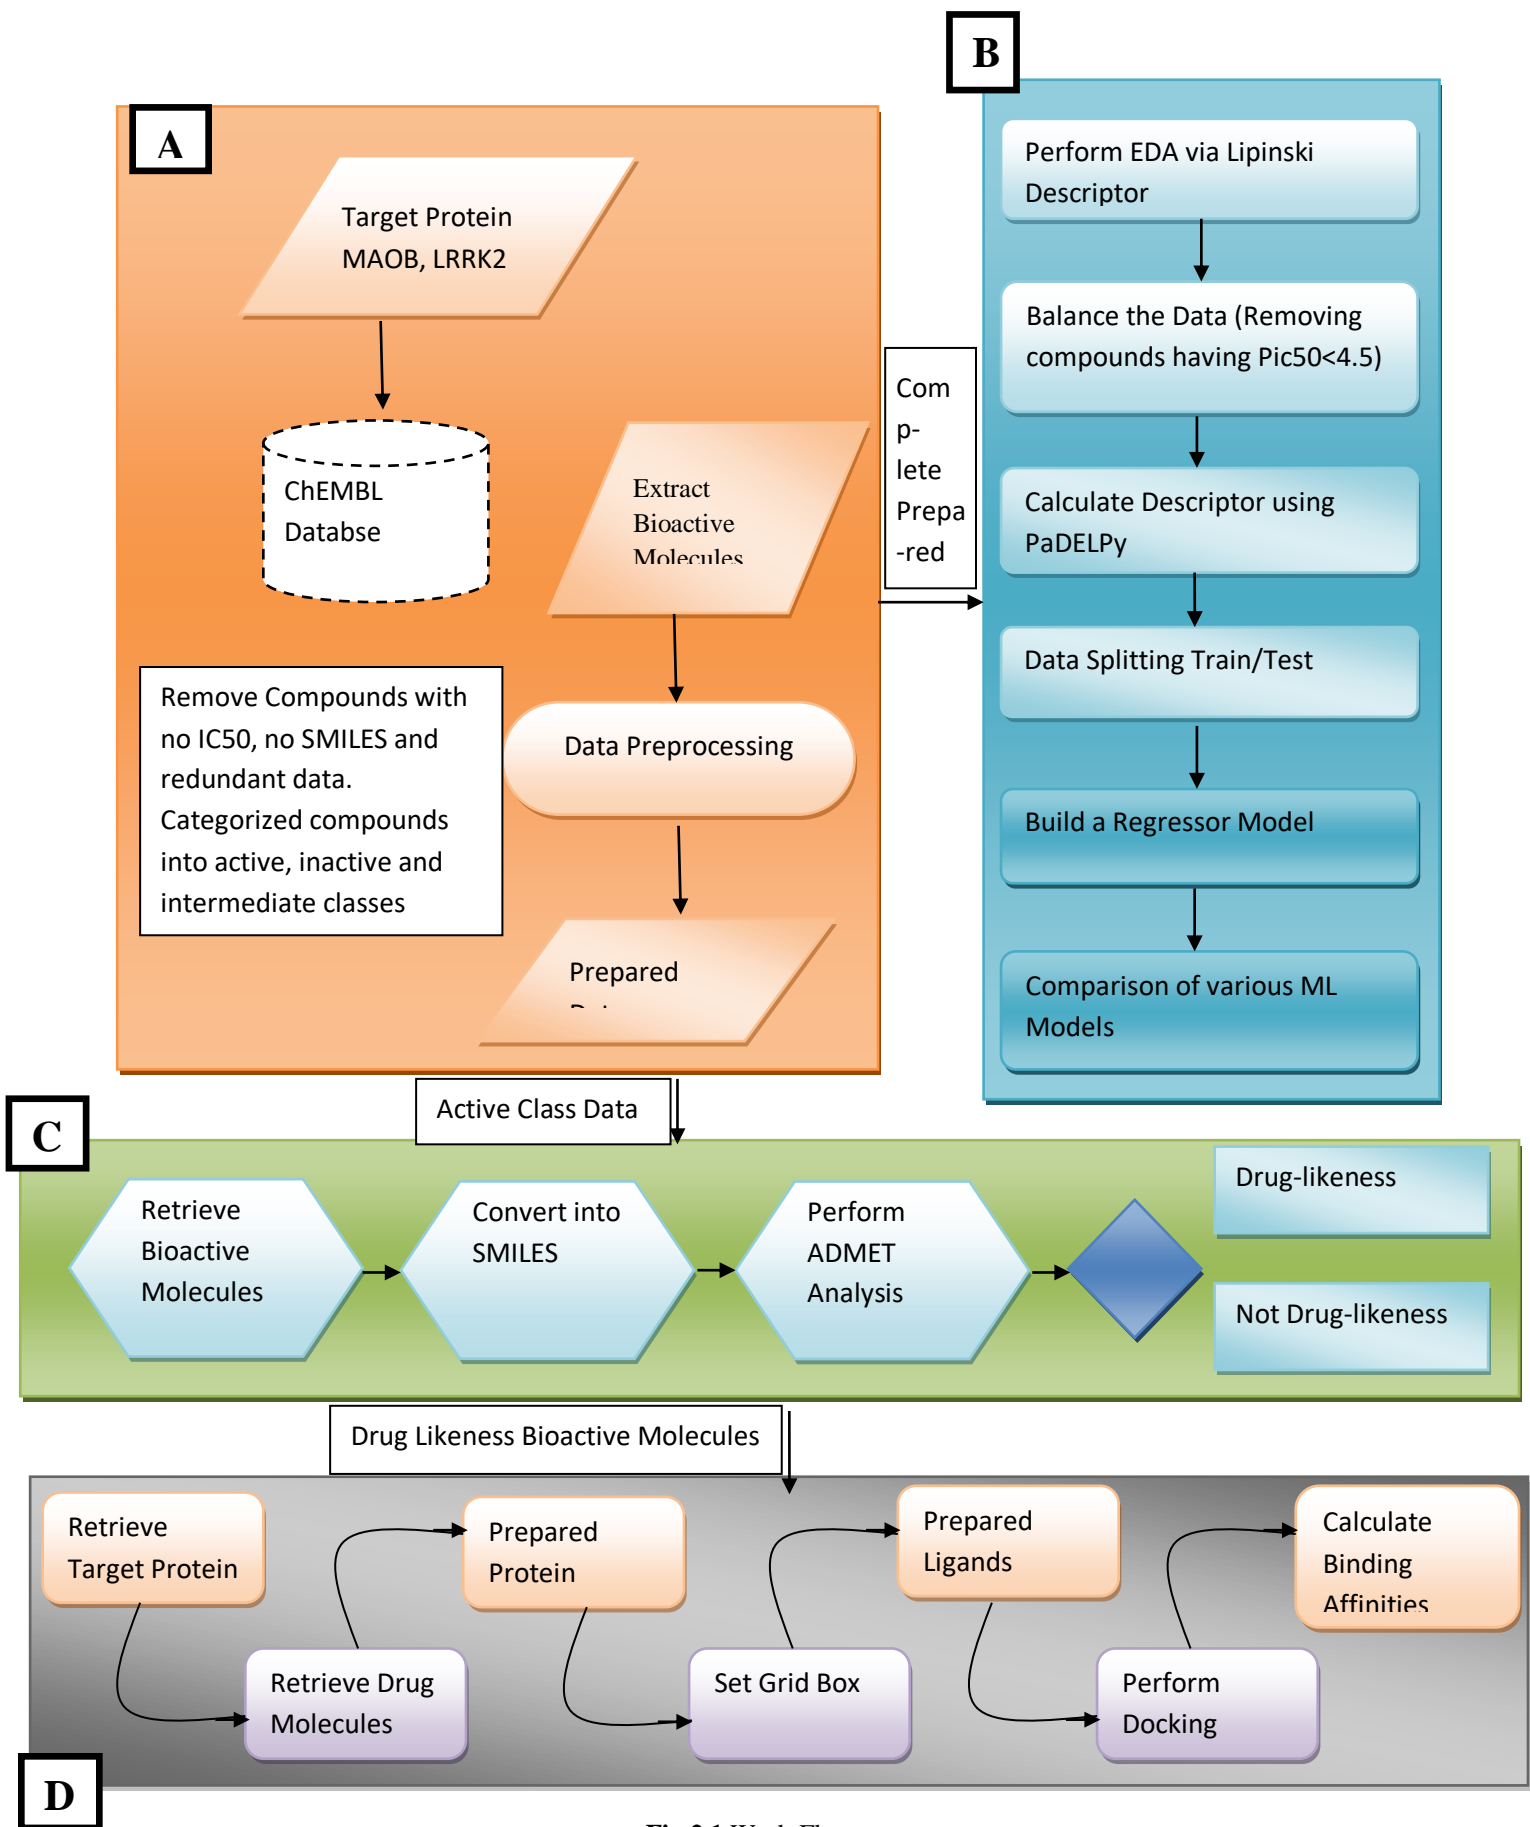 A
Target Protein
MAOB, LRRK2
ChEMBL
Databse
Extract
Bioactive
Molecules
Remove Compounds with
no IC50, no SMILES and
redundant data.
Categorized compounds
into active, inactive and
intermediate classes
Data Preprocessing
Prepared
Com
p-
lete
Prepa
-red
B
Perform EDA via Lipinski
Descriptor
Balance the Data (Removing
compounds having Pic50<4.5)
Calculate Descriptor using
PaDELPy
Data Splitting Train/Test
Build a Regressor Model
Comparison of various ML
Models
Active Class Data
C
Retrieve
Bioactive
Molecules
Convert into
SMILES
Perform
ADMET
Analysis
Drug-likeness
Not Drug-likeness
Drug Likeness Bioactive Molecules
Retrieve
Target Protein
Retrieve Drug
Molecules
Prepared
Protein
Set Grid Box
Prepared
Ligands
Perform
Docking
Calculate
Binding
Affinities
D